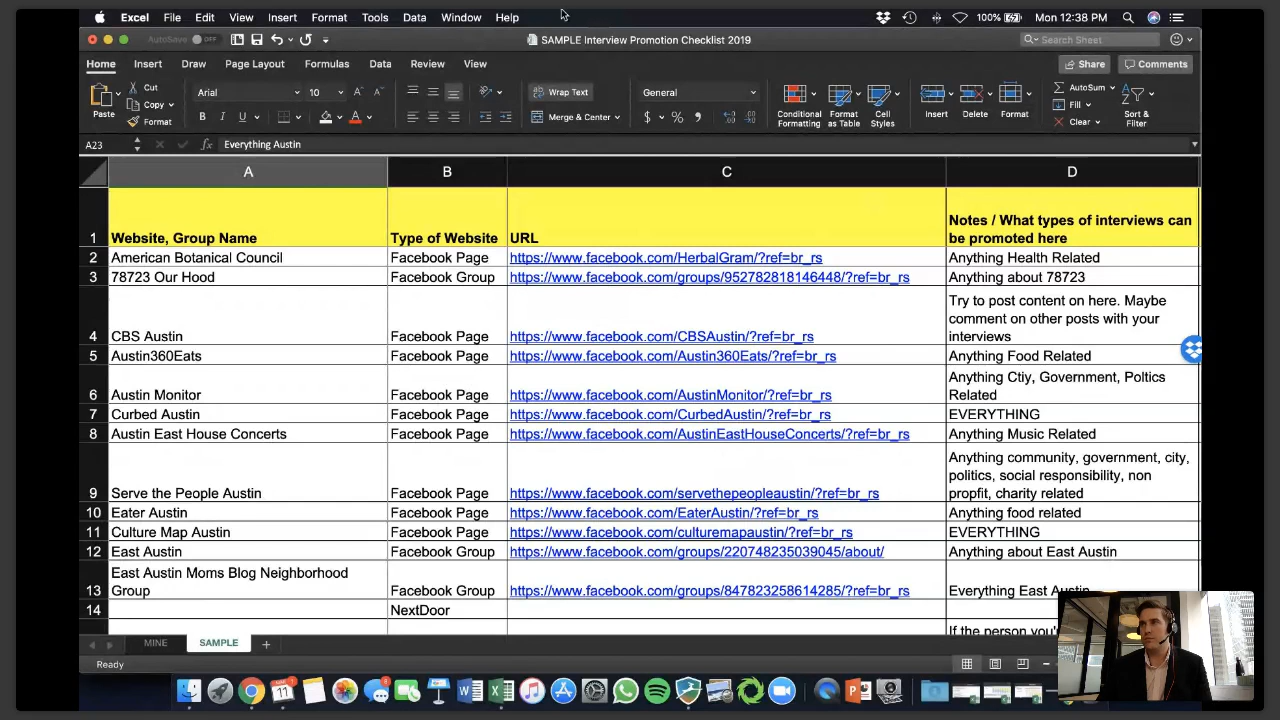 Excel File Edit View Insert Format Tools Data Window Help 100% Mon 12:38 PM
AutoSave OFF SAMPLE Interview Promotion Checklist 2019 Search Sheet
Home Insert Draw Page Layout Formulas Data Review View Share Comments
Paste Cut Copy Format Arial 10 A A Wrap Text General Conditional Formatting Format as Table Cell Styles Insert Delete Format AutoSum Fill Clear Sort & Filter
B I U A Merge & Center $ % 9
A23 fx Everything Austin
A B C D
1 Website, Group Name Type of Website URL Notes / What types of interviews can
be promoted here
2 American Botanical Council Facebook Page https://www.facebook.com/HerbalGram/?ref=br_rs Anything Health Related
3 78723 Our Hood Facebook Group https://www.facebook.com/groups/952782818146448/?ref=br_rs Anything about 78723
Try to post content on here. Maybe
comment on other posts with your
4 CBS Austin Facebook Page https://www.facebook.com/CBSAustin/?ref=br_rs interviews
5 Austin360Eats Facebook Page https://www.facebook.com/Austin360Eats/?ref=br_rs Anything Food Related
Anything Ctiy, Government, Poltics
6 Austin Monitor Facebook Page https://www.facebook.com/AustinMonitor/?ref=br_rs Related
7 Curbed Austin Facebook Page https://www.facebook.com/CurbedAustin/?ref=br_rs EVERYTHING
8 Austin East House Concerts Facebook Page https://www.facebook.com/AustinEastHouseConcerts/?ref=br_rs Anything Music Related
Anything community, government, city,
politics, social responsibility, non
9 Serve the People Austin Facebook Page https://www.facebook.com/servethepeopleaustin/?ref=br_rs propfit, charity related
10 Eater Austin Facebook Page https://www.facebook.com/EaterAustin/?ref=br_rs Anything food related
11 Culture Map Austin Facebook Page https://www.facebook.com/culturemapaustin/?ref=br_rs EVERYTHING
12 East Austin Facebook Group https://www.facebook.com/groups/220748235039045/about/ Anything about East Austin
East Austin Moms Blog Neighborhood
13 Group Facebook Group https://www.facebook.com/groups/847823258614285/?ref=br_rs Everything East Austin
14 NextDoor
If the person you'
MINE SAMPLE +
Ready